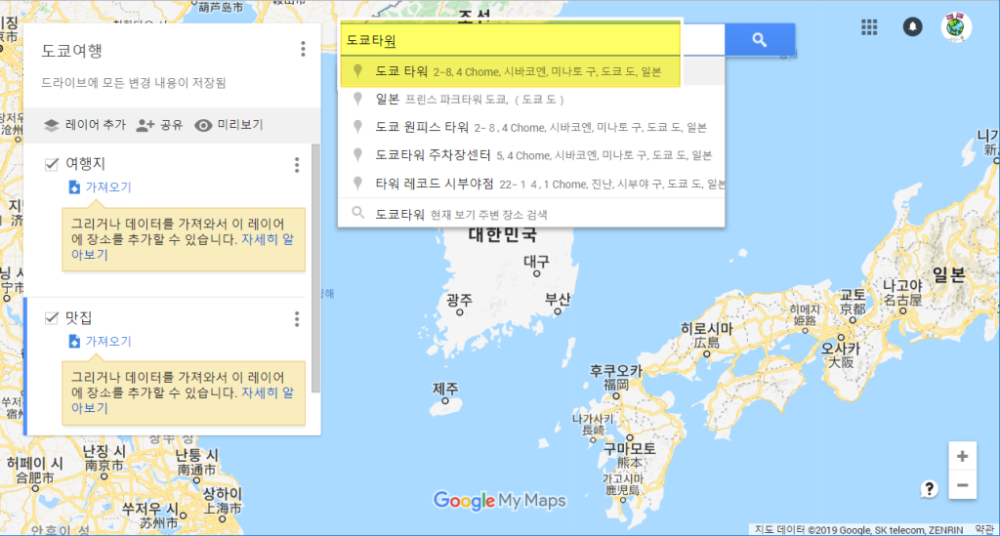 도쿄여행
드라이브에 모든 변경 내용이 저장됨
레이어 추가 공유 미리보기
여행지
가져오기
그리거나 데이터를 가져와서 이 레이어
에 장소를 추가할 수 있습니다. 자세히 알
아보기
맛집
가져오기
그리거나 데이터를 가져와서 이 레이어
에 장소를 추가할 수 있습니다. 자세히 알
아보기
도쿄타워
도쿄 타워 2-8, 4 Chome, 시바코엔, 미나토 구, 도쿄 도, 일본
일본 프린스 파크타워 도쿄, ( 도쿄 도 )
도쿄 원피스 타워 2- 8 , 4 Chome, 시바코엔, 미나토 구, 도쿄 도, 일본
도쿄타워 주차장센터 5, 4 Chome, 시바코엔, 미나토 구, 도쿄 도, 일본
타워 레코드 시부야점 22- 1 4 , 1 Chome, 진난, 시부야 구, 도쿄 도, 일본
도쿄타워 현재 보기 주변 장소 검색
葫芦岛市
대한민국
대구
광주
부산
제주
일본
나고야
名古屋
교토
京都
히메지
姫路
오사카
大阪
히로시마
広島
후쿠오카
福岡
나가사키
長崎
구마모토
熊本
가고시마
鹿児島
허페이 시
合肥市
난징 시
南京市
난퉁 시
南通市
상하이
上海市
쑤저우 시
苏州市
Google My Maps
지도 데이터 ©2019 Google, SK telecom, ZENRIN 약관